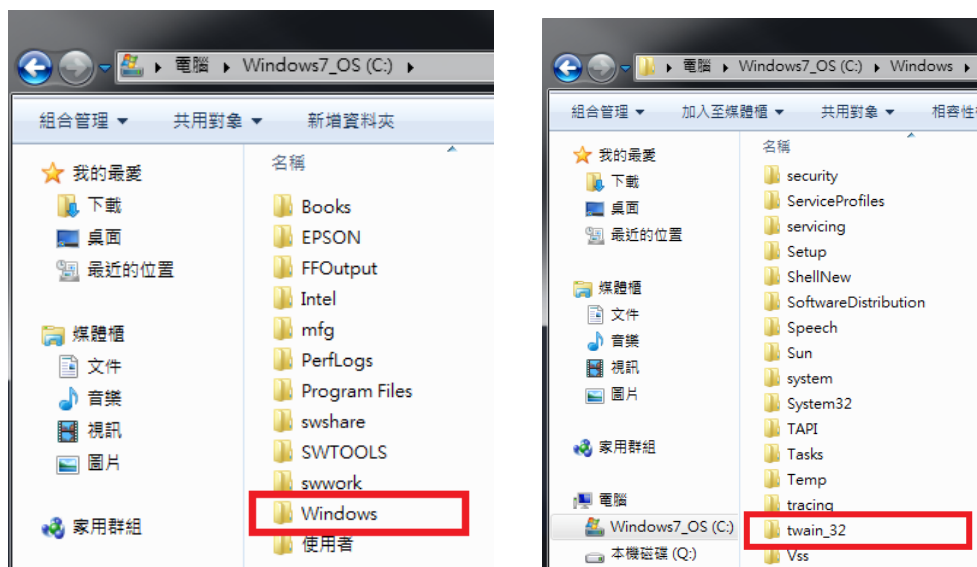 電腦 ▸ Windows7_OS (C:) ▸
組合管理 ▼ 共用對象 ▼ 新增資料夾
我的最愛
下載
桌面
最近的位置
媒體櫃
文件
音樂
視訊
圖片
家用群組
名稱
Books
EPSON
FFOutput
Intel
mfg
PerfLogs
Program Files
swshare
SWTOOLS
swwork
Windows
使用者
電腦 ▸ Windows7_OS (C:) ▸ Windows ▸
組合管理 ▼ 加入至媒體櫃 ▼ 共用對象 ▼ 相容性
我的最愛
下載
桌面
最近的位置
媒體櫃
文件
音樂
視訊
圖片
家用群組
電腦
Windows7_OS (C:)
本機磁碟 (Q:)
名稱
security
ServiceProfiles
servicing
Setup
ShellNew
SoftwareDistribution
Speech
Sun
system
System32
TAPI
Tasks
Temp
tracing
twain_32
Vss